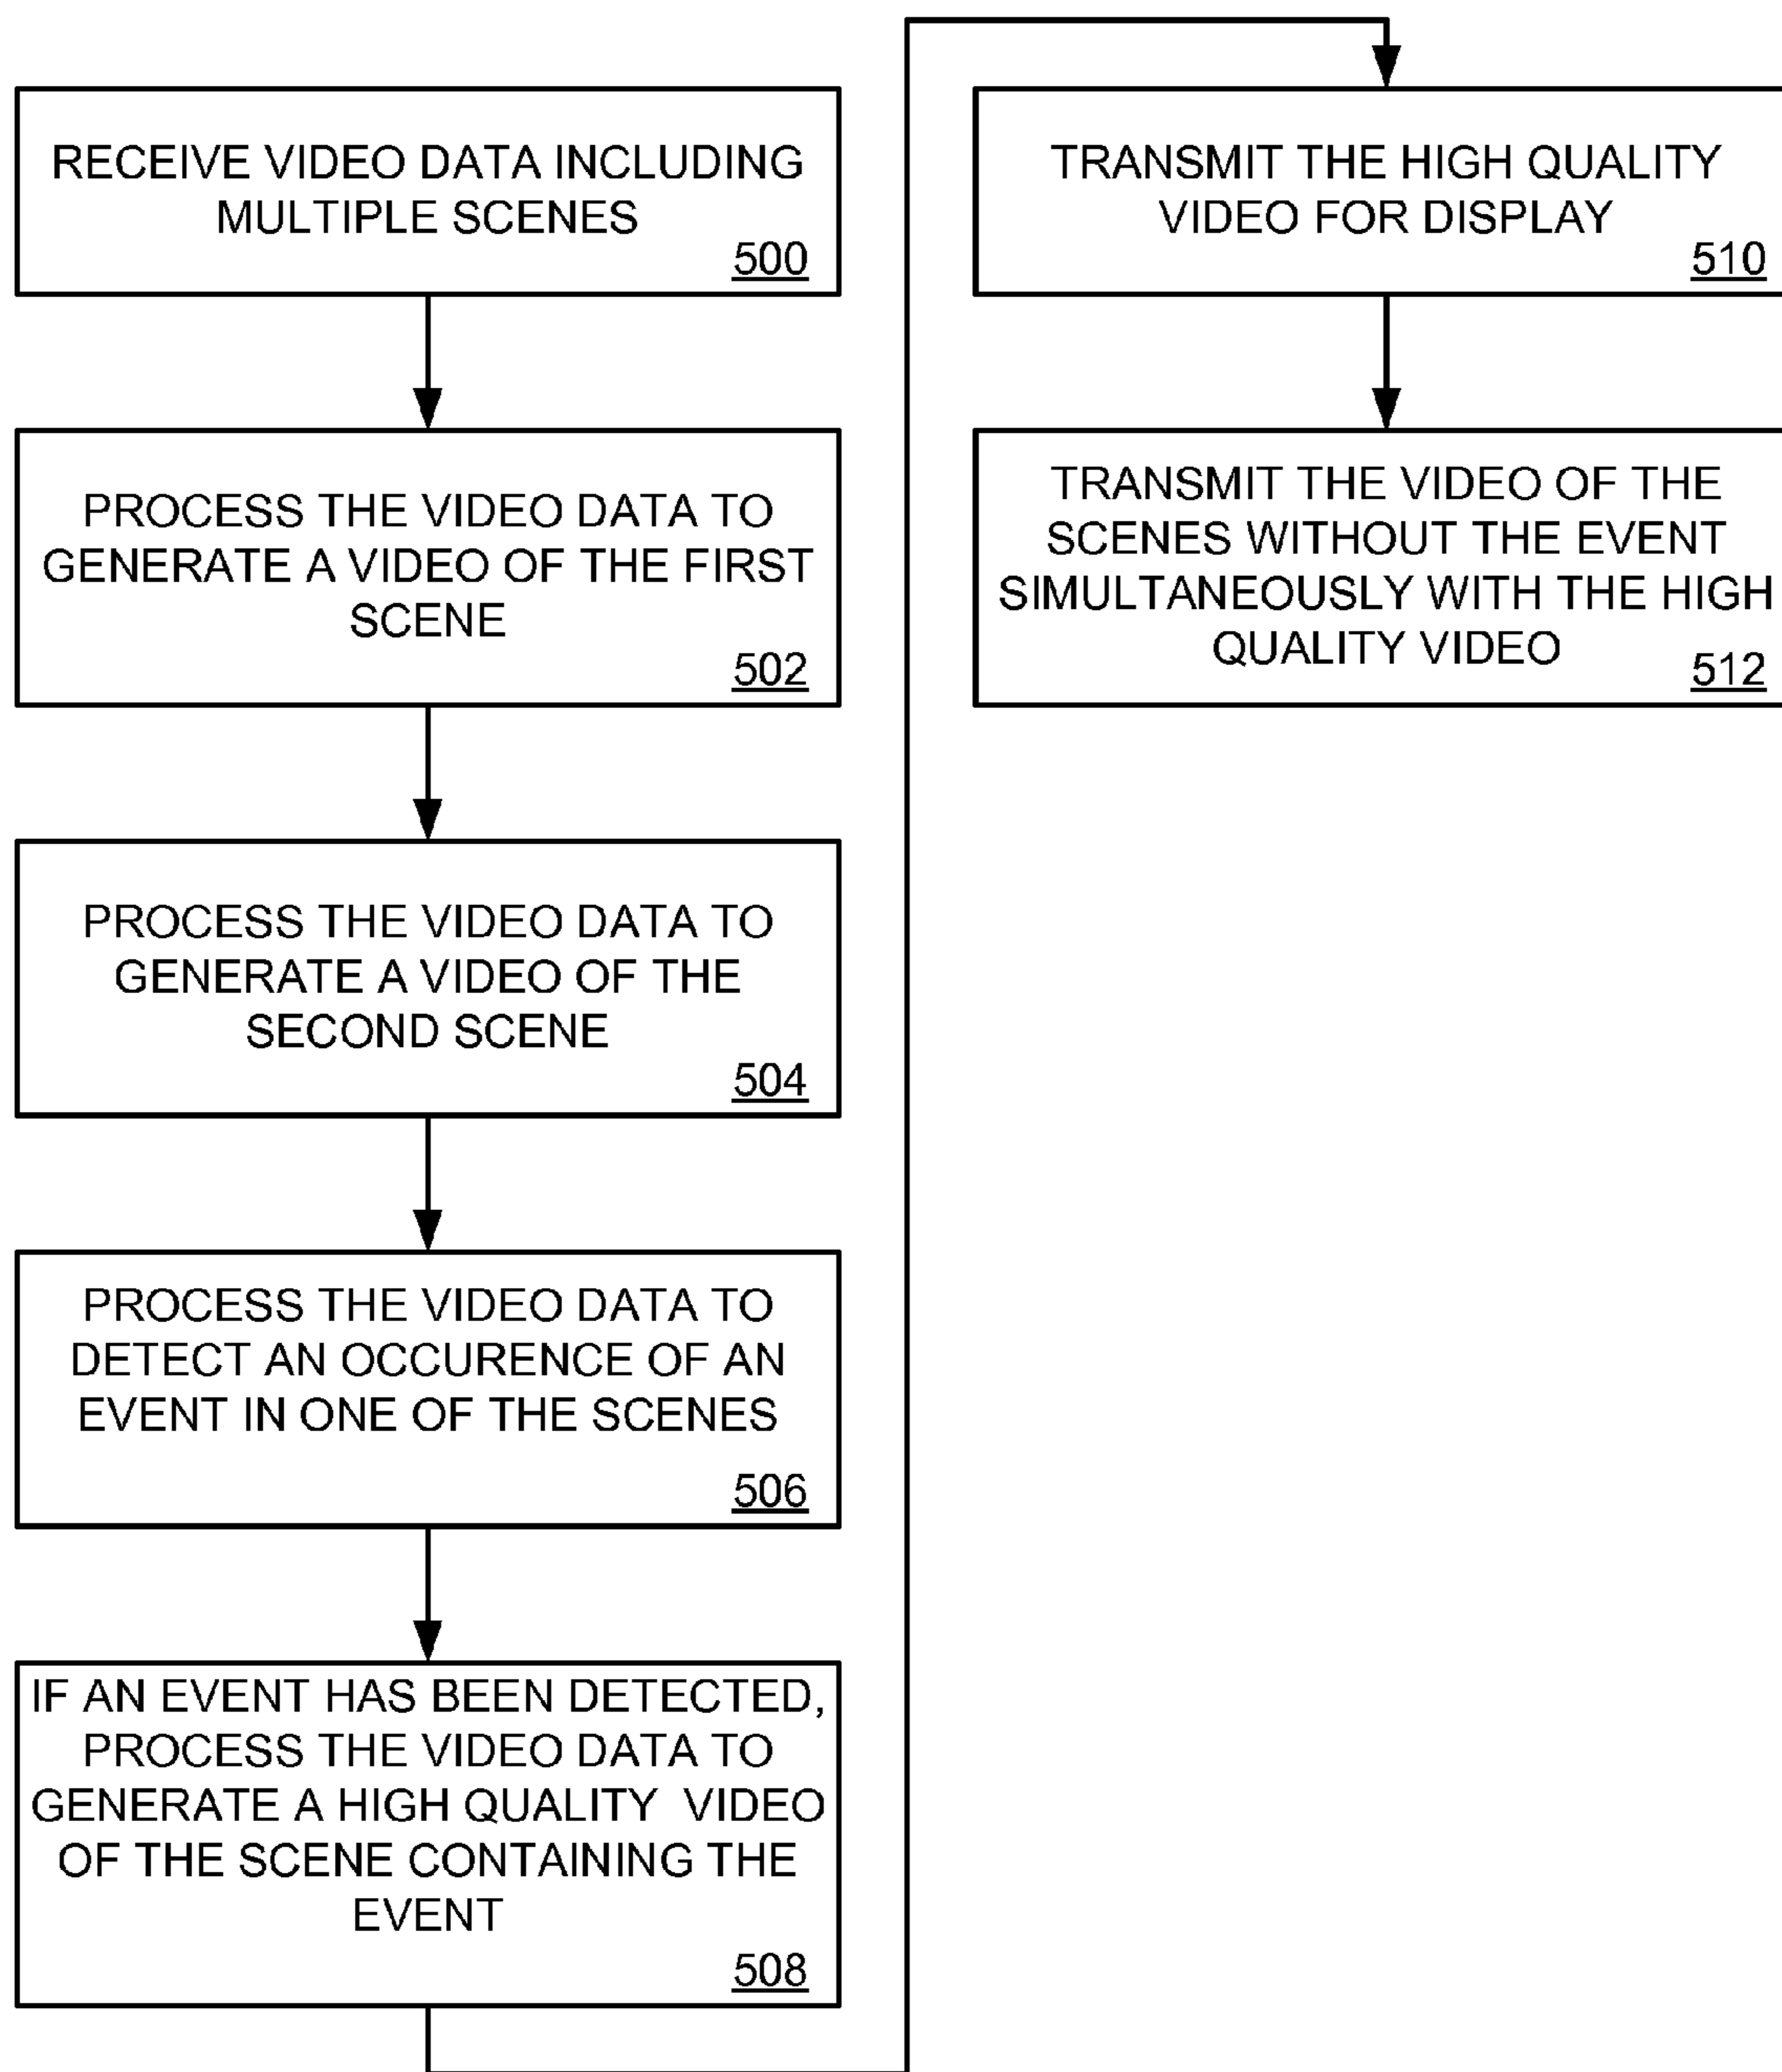 RECEIVE VIDEO DATA INCLUDING
MULTIPLE SCENES
500
PROCESS THE VIDEO DATA TO
GENERATE A VIDEO OF THE FIRST
SCENE
502
PROCESS THE VIDEO DATA TO
GENERATE A VIDEO OF THE
SECOND SCENE
504
PROCESS THE VIDEO DATA TO
DETECT AN OCCURENCE OF AN
EVENT IN ONE OF THE SCENES
506
IF AN EVENT HAS BEEN DETECTED,
PROCESS THE VIDEO DATA TO
GENERATE A HIGH QUALITY VIDEO
OF THE SCENE CONTAINING THE
EVENT
508
TRANSMIT THE HIGH QUALITY
VIDEO FOR DISPLAY
510
TRANSMIT THE VIDEO OF THE
SCENES WITHOUT THE EVENT
SIMULTANEOUSLY WITH THE HIGH
QUALITY VIDEO
512